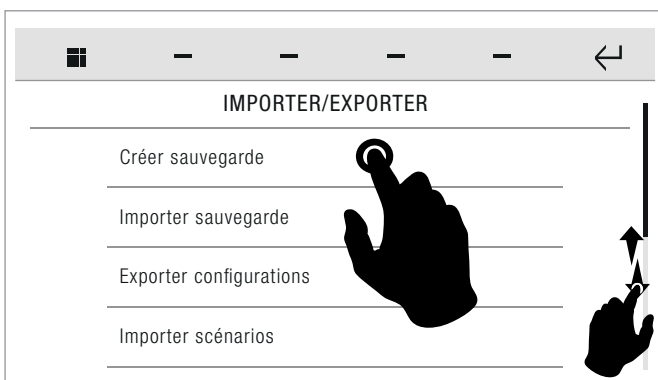 IMPORTER/EXPORTER
Créer sauvegarde
Importer sauvegarde
Exporter configurations
Importer scénarios